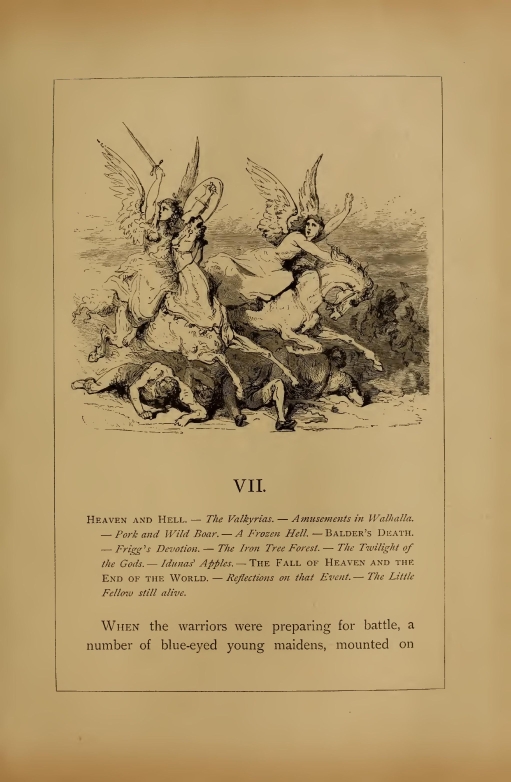 VII.
HEAVEN AND HELL. — The Valkyrias. — Amusements in Walhalla.
— Pork and Wild Boar. — A Frozen Hell. — BALDER'S DEATH.
— Frigg's Devotion. — The Iron Tree Forest. — The Twilight of
the Gods. — Idunas' Apples. — THE FALL OF HEAVEN AND THE
END OF THE WORLD. — Reflections on that Event. — The Little
Fellow still alive.
WHEN the warriors were preparing for battle, a
number of blue-eyed young maidens, mounted on